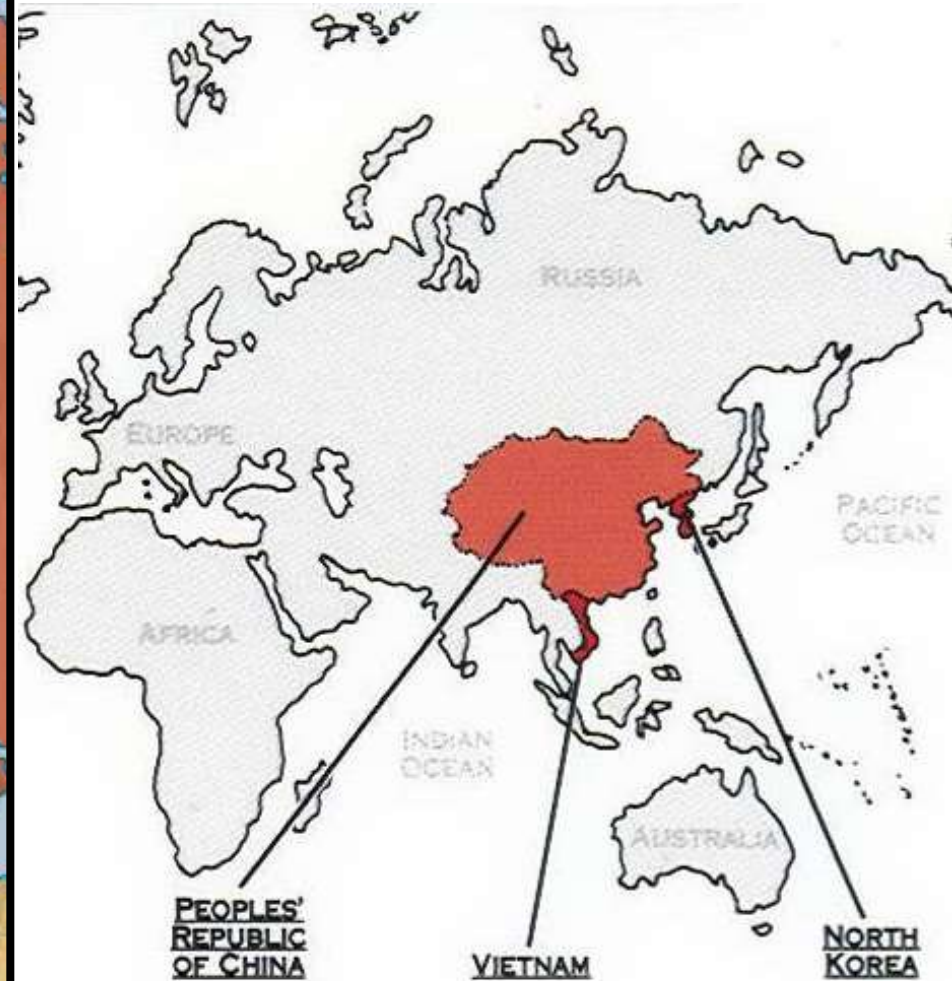 RUSSIA
EUROPE
PACIFIC
OCEAN
AFRICA
INDIAN
OCEAN
AUSTRALIA
PEOPLES'
REPUBLIC
OF CHINA
VIETNAM
NORTH
KOREA